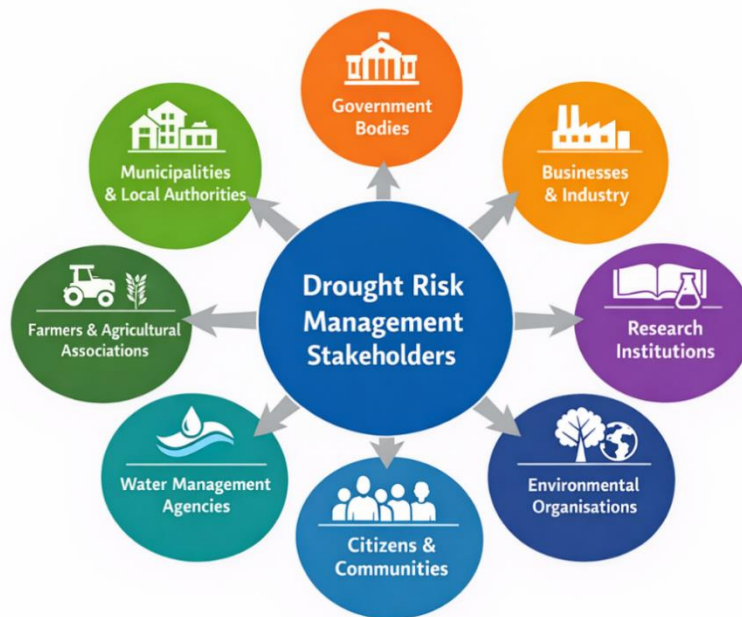 Government
Bodies
Municipalities
& Local Authorities
Businesses
& Industry
Drought Risk
Management
Stakeholders
Farmers & Agricultural
Associations
Research
Institutions
Water Management
Agencies
Environmental
Organisations
Citizens &
Communities